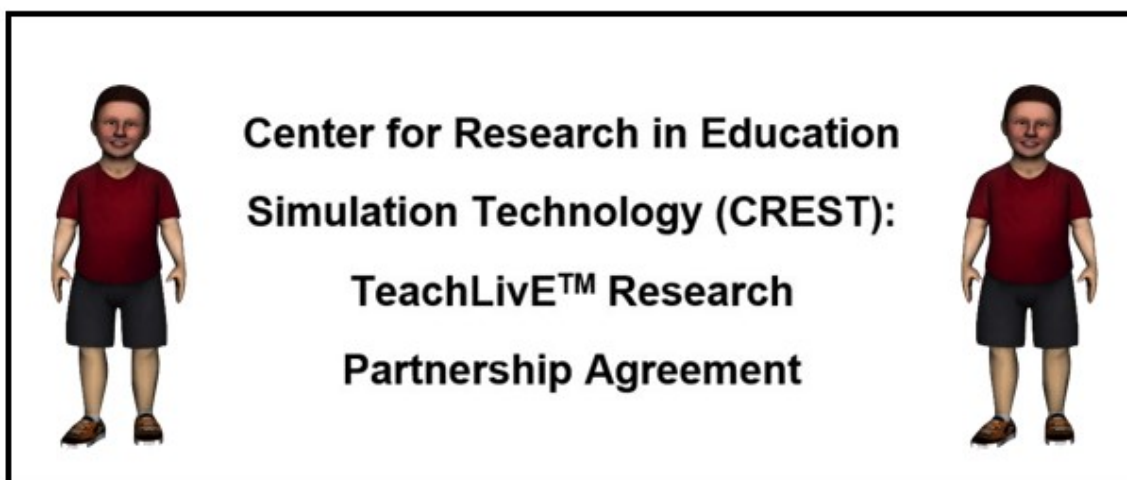 Center for Research in Education
Simulation Technology (CREST):
TeachLivE™ Research
Partnership Agreement